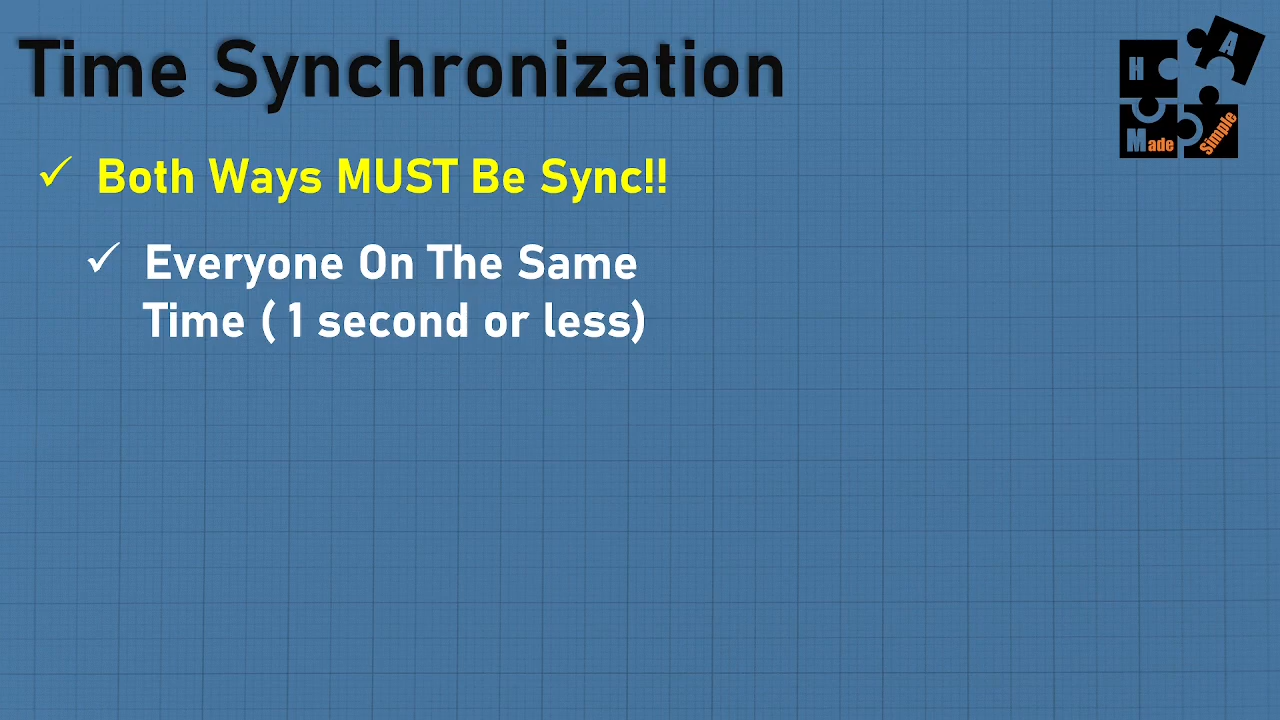 Time Synchronization
H
A
Made
Simple
✓ Both Ways MUST Be Sync!!
✓ Everyone On The Same
Time ( 1 second or less)